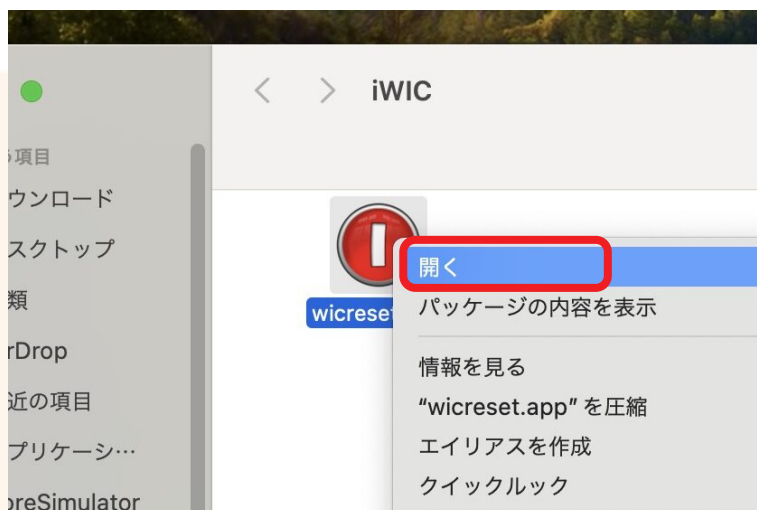 iWIC
項目
ウンロード
スクトップ
類
rDrop
近の項目
プリケーシ…
oreSimulator
wicreset
開く
パッケージの内容を表示
情報を見る
“wicreset.app” を圧縮
エイリアスを作成
クイックルック